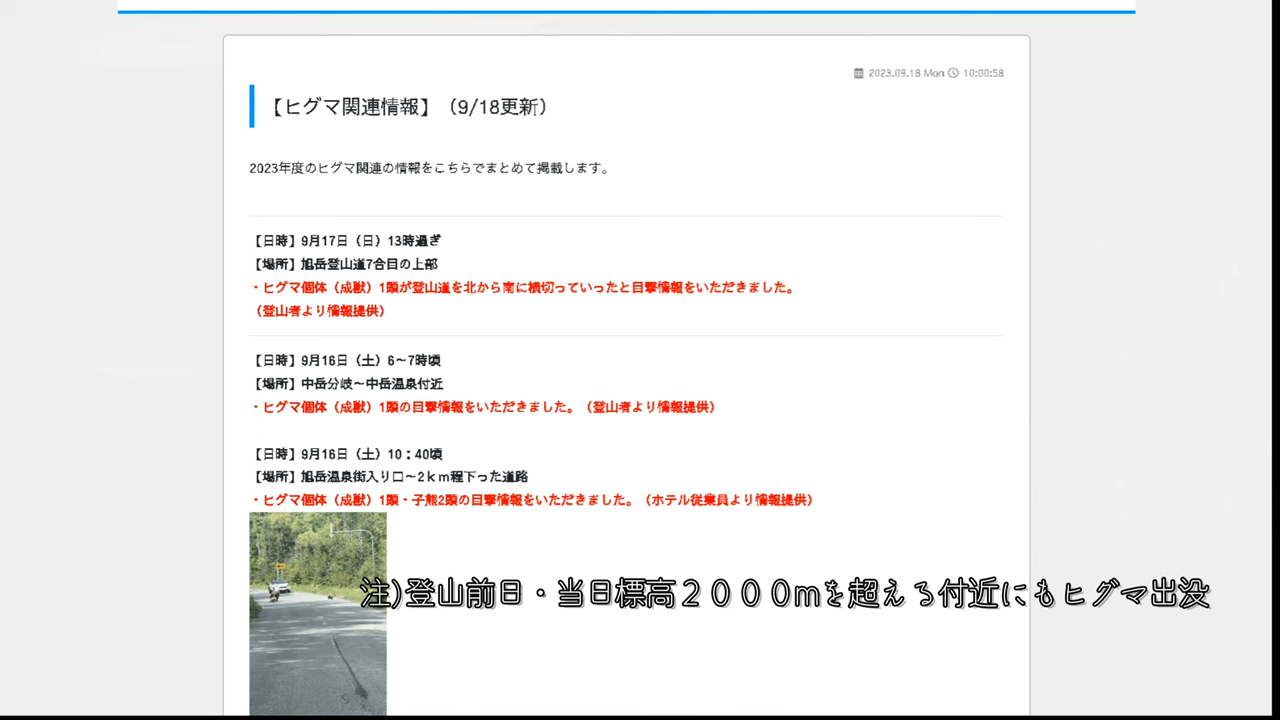 2023.09.18 Mon 10:00:58
【ヒグマ関連情報】（9/18更新）
2023年度のヒグマ関連の情報をこちらでまとめて掲載します。
【日時】9月17日（日）13時過ぎ
【場所】旭岳登山道7合目の上部
・ヒグマ個体（成獣）1頭が登山道を北から南に横切っていったと目撃情報をいただきました。
（登山者より情報提供）
【日時】9月16日（土）6～7時頃
【場所】中岳分岐～中岳温泉付近
・ヒグマ個体（成獣）1頭の目撃情報をいただきました。（登山者より情報提供）
【日時】9月16日（土）10：40頃
【場所】旭岳温泉街入り口～2ｋｍ程下った道路
・ヒグマ個体（成獣）1頭・子熊2頭の目撃情報をいただきました。（ホテル従業員より情報提供）
注)登山前日・当日標高２０００mを超える付近にもヒグマ出没